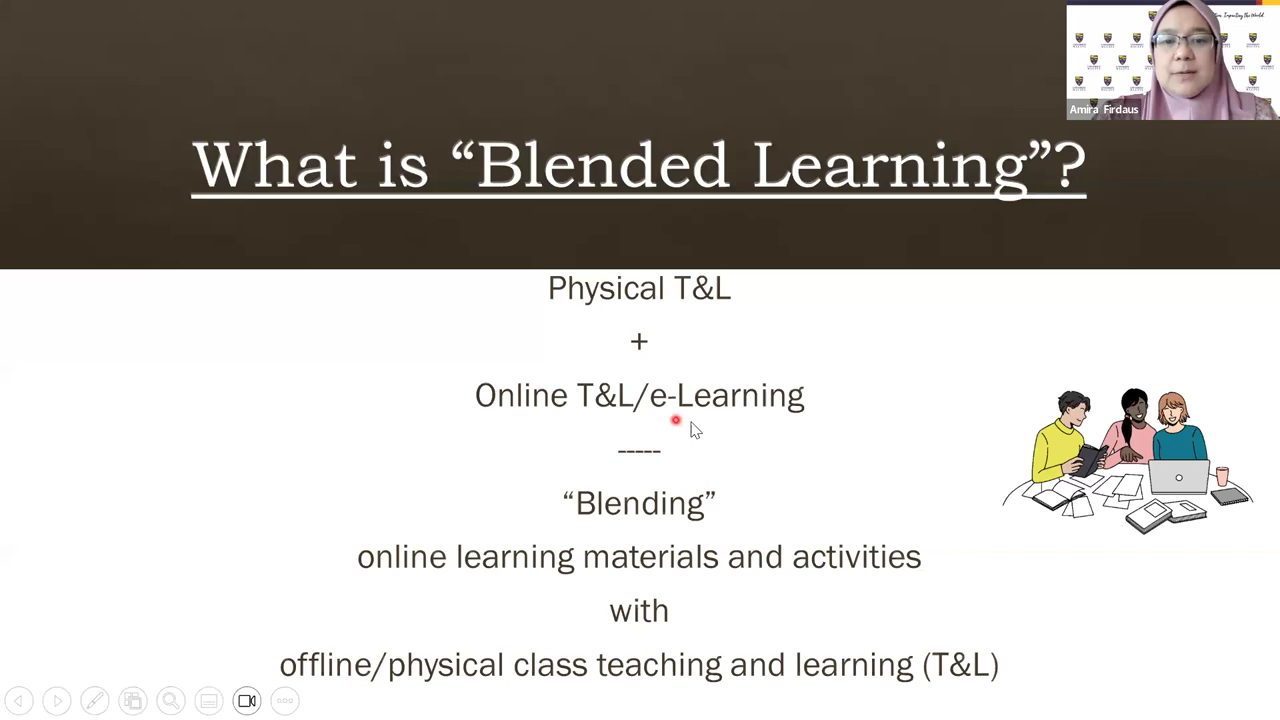 What is “Blended Learning”?
Physical T&L
+
Online T&L/e-Learning
-----
“Blending”
online learning materials and activities
with
offline/physical class teaching and learning (T&L)
Amira Firdaus